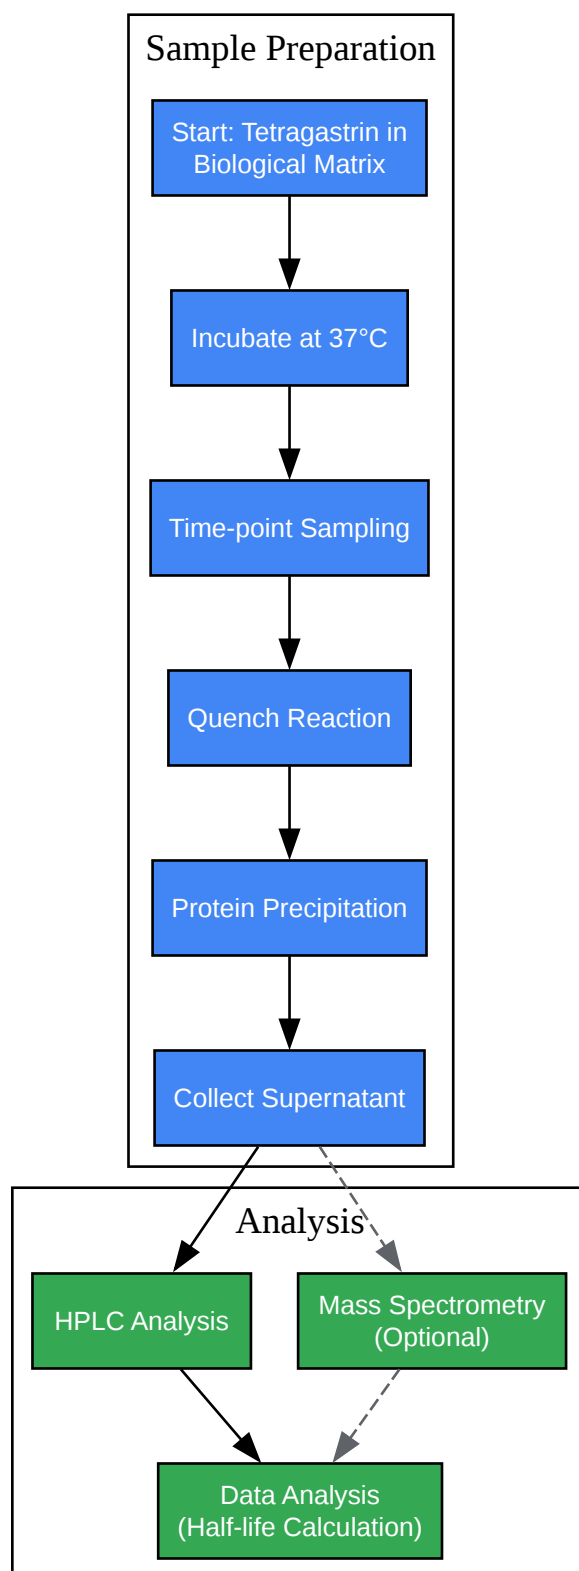 Sample Preparation
Start: Tetragastrin in
Biological Matrix
Incubate at 37°C
Time-point Sampling
Quench Reaction
Protein Precipitation
Collect Supernatant
Analysis
HPLC Analysis
Mass Spectrometry
(Optional)
Data Analysis
(Half-life Calculation)